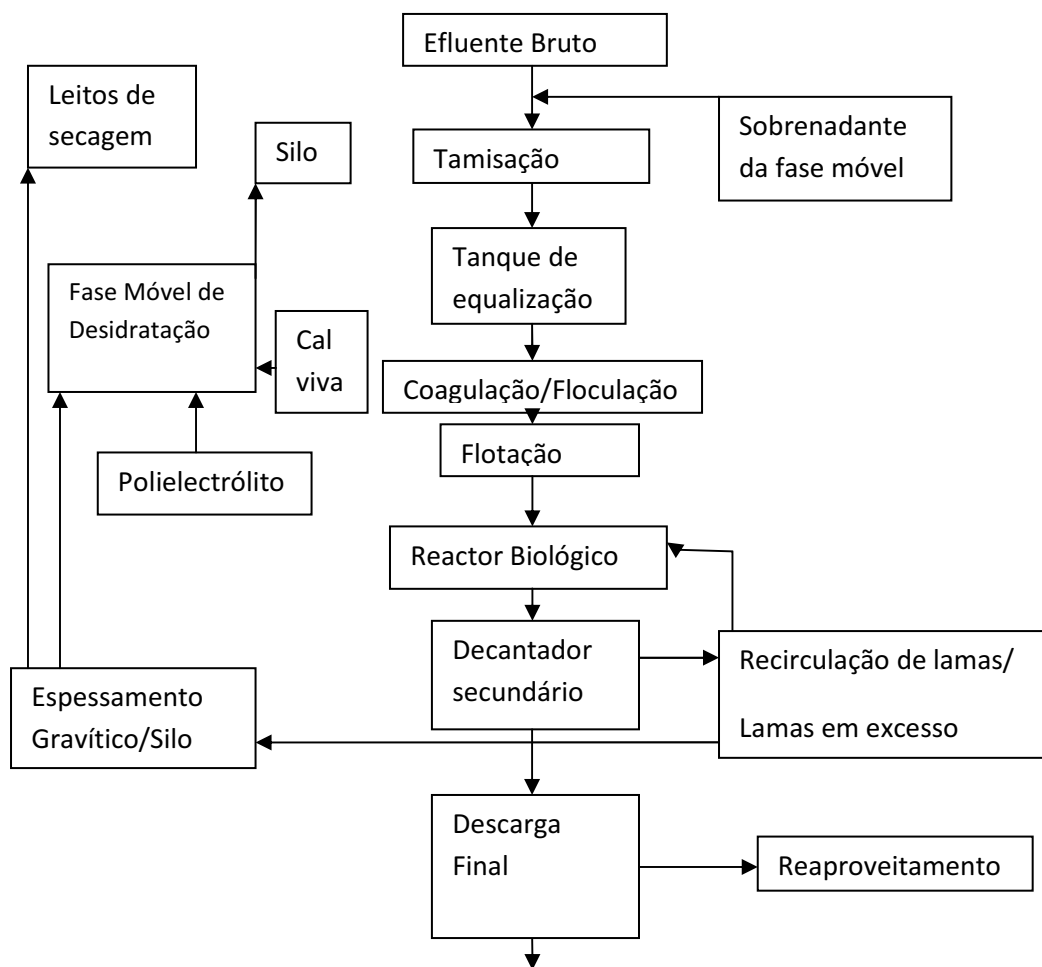 Efluente Bruto
Leitos de
secagem
Silo
Sobrenadante
da fase móvel
Tamisação
Tanque de
equalização
Fase Móvel de
Desidratação
Cal
viva
Coagulação/Floculação
Flotação
Polielectrólito
Reactor Biológico
Decantador
secundário
Recirculação de lamas/
Lamas em excesso
Espessamento
Gravítico/Silo
Descarga
Final
Reaproveitamento